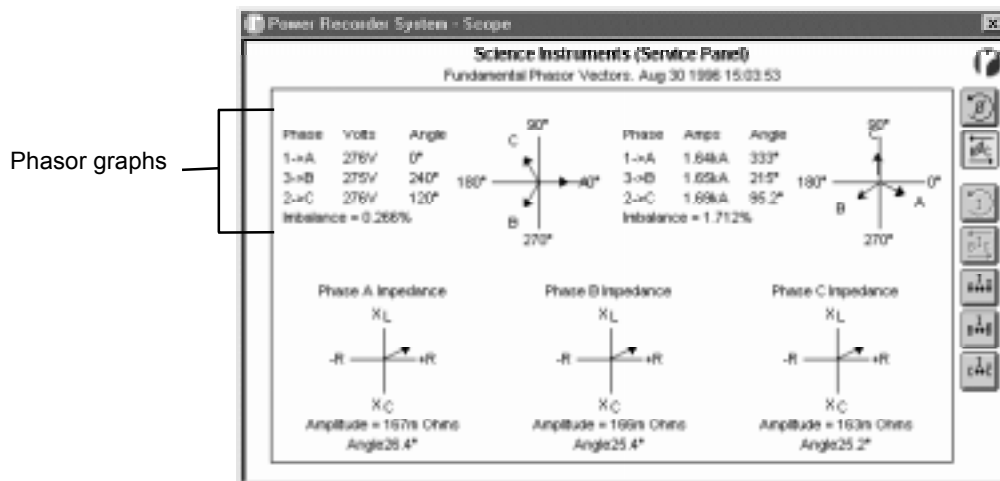 Power Recorder System - Scope
Science Instruments (Service Panel)
Fundamental Phasor Vectors. Aug 30 1996 15:03:53
Phasor graphs
Phase Volts Angle
1->A 276V 0°
3->B 275V 240°
2->C 276V 120°
Imbalance = 0.266%
90°
C
180°
A0°
B
270°
Phase Amps Angle
1->A 1.64kA 333°
3->B 1.65kA 215°
2->C 1.69kA 95.2°
Imbalance = 1.712%
90°
C
180°
0°
B
A
270°
Phase A Impedance
XL
-R
+R
XC
Amplitude = 167m Ohms
Angle26.4°
Phase B Impedance
XL
-R
+R
XC
Amplitude = 166m Ohms
Angle25.4°
Phase C Impedance
XL
-R
+R
XC
Amplitude = 163m Ohms
Angle25.2°